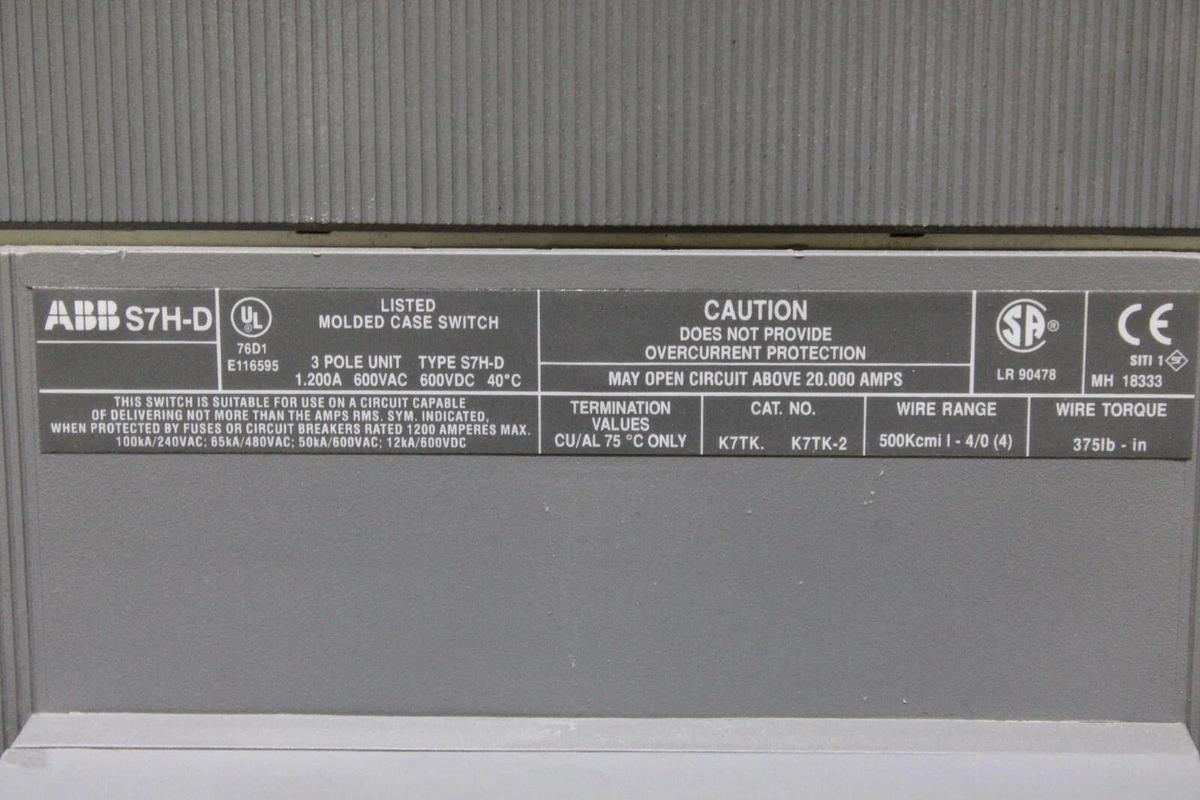 ABB S7H-D
UL
76D1
E116595
LISTED
MOLDED CASE SWITCH
3 POLE UNIT TYPE S7H-D
1.200A 600VAC 600VDC 40°C
CAUTION
DOES NOT PROVIDE
OVERCURRENT PROTECTION
MAY OPEN CIRCUIT ABOVE 20.000 AMPS
SA ®
LR 90478
CE
SITI 1 S
MH 18333
THIS SWITCH IS SUITABLE FOR USE ON A CIRCUIT CAPABLE
OF DELIVERING NOT MORE THAN THE AMPS RMS. SYM. INDICATED,
WHEN PROTECTED BY FUSES OR CIRCUIT BREAKERS RATED 1200 AMPERES MAX.
100kA/240VAC; 65kA/480VAC; 50kA/600VAC; 12kA/600VDC
TERMINATION
VALUES
CU/AL 75 °C ONLY
CAT. NO.
K7TK. K7TK-2
WIRE RANGE
500Kcmi l - 4/0 (4)
WIRE TORQUE
375lb - in